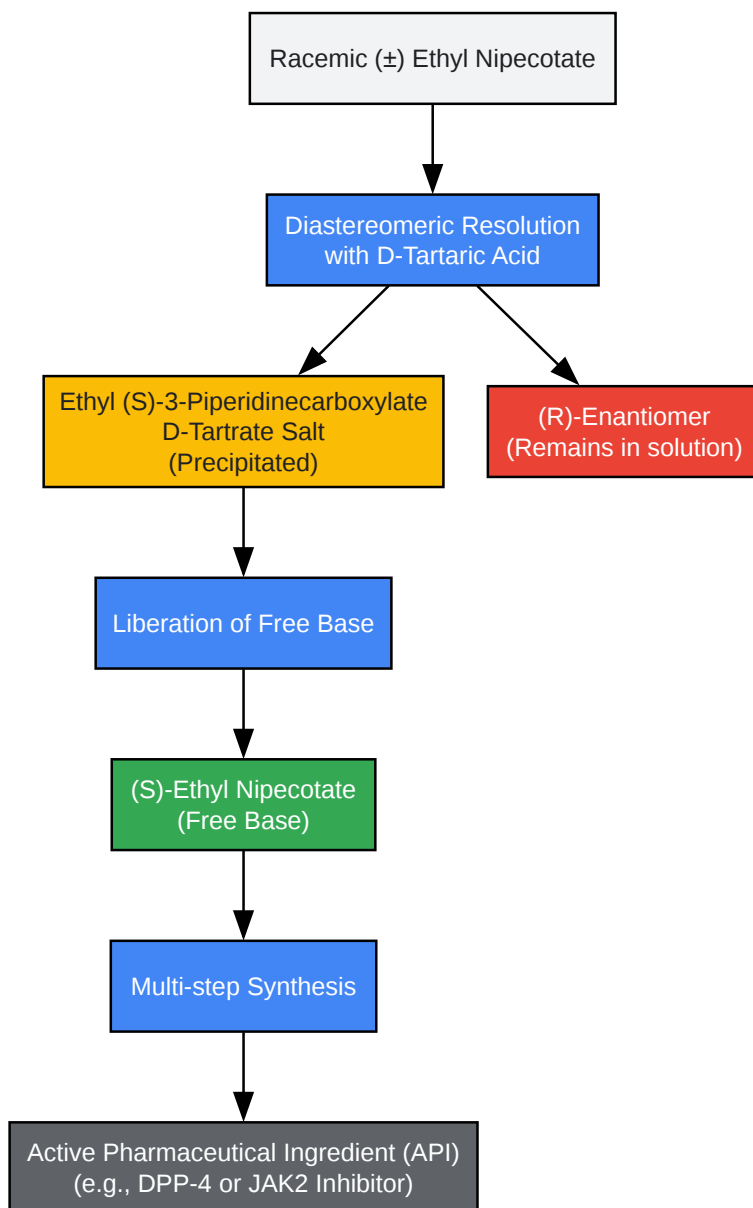 Racemic (±) Ethyl Nipecotate
Diastereomeric Resolution
with D-Tartaric Acid
Ethyl (S)-3-Piperidinecarboxylate
D-Tartrate Salt
(Precipitated)
(R)-Enantiomer
(Remains in solution)
Liberation of Free Base
(S)-Ethyl Nipecotate
(Free Base)
Multi-step Synthesis
Active Pharmaceutical Ingredient (API)
(e.g., DPP-4 or JAK2 Inhibitor)